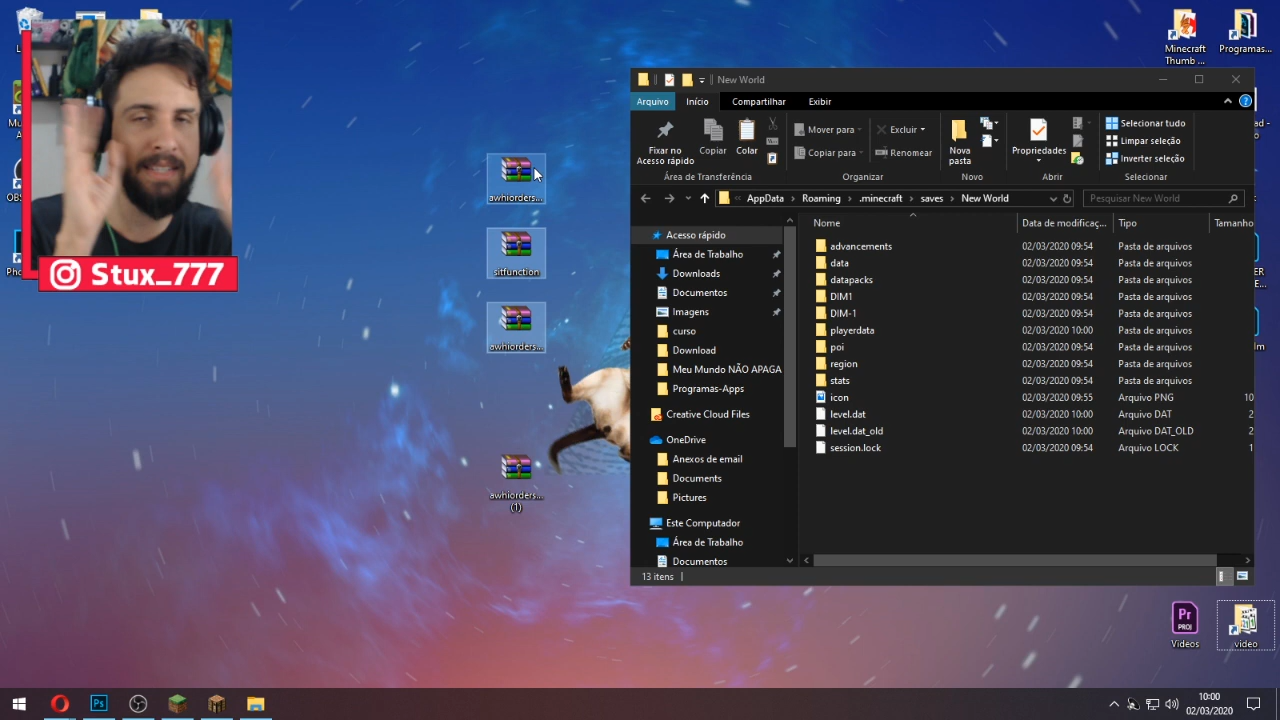 Stux_777
awhiorders...
sitfunction
awhiorders...
awhiorders...
(1)
Minecraft
Thumb ...
Programas...
New World
Arquivo
Início
Compartilhar
Exibir
Fixar no
Acesso rápido
Copiar
Colar
Mover para
Copiar para
Excluir
Renomear
Nova
pasta
Propriedades
Selecionar tudo
Limpar seleção
Inverter seleção
Área de Transferência
Organizar
Novo
Abrir
Selecionar
AppData > Roaming > .minecraft > saves > New World
Pesquisar New World
Acesso rápido
Área de Trabalho
Downloads
Documentos
Imagens
curso
Download
Meu Mundo NÃO APAGA
Programas-Apps
Creative Cloud Files
OneDrive
Anexos de email
Documents
Pictures
Este Computador
Área de Trabalho
Documentos
Nome Data de modificaç... Tipo Tamanho
advancements 02/03/2020 09:54 Pasta de arquivos
data 02/03/2020 09:54 Pasta de arquivos
datapacks 02/03/2020 09:54 Pasta de arquivos
DIM1 02/03/2020 09:54 Pasta de arquivos
DIM-1 02/03/2020 09:54 Pasta de arquivos
playerdata 02/03/2020 10:00 Pasta de arquivos
poi 02/03/2020 09:54 Pasta de arquivos
region 02/03/2020 09:54 Pasta de arquivos
stats 02/03/2020 09:54 Pasta de arquivos
icon 02/03/2020 09:55 Arquivo PNG 10
level.dat 02/03/2020 10:00 Arquivo DAT 2
level.dat_old 02/03/2020 10:00 Arquivo DAT_OLD 2
session.lock 02/03/2020 09:54 Arquivo LOCK 1
13 itens
Pr
PROJ
Videos
video
Ps
10:00
02/03/2020